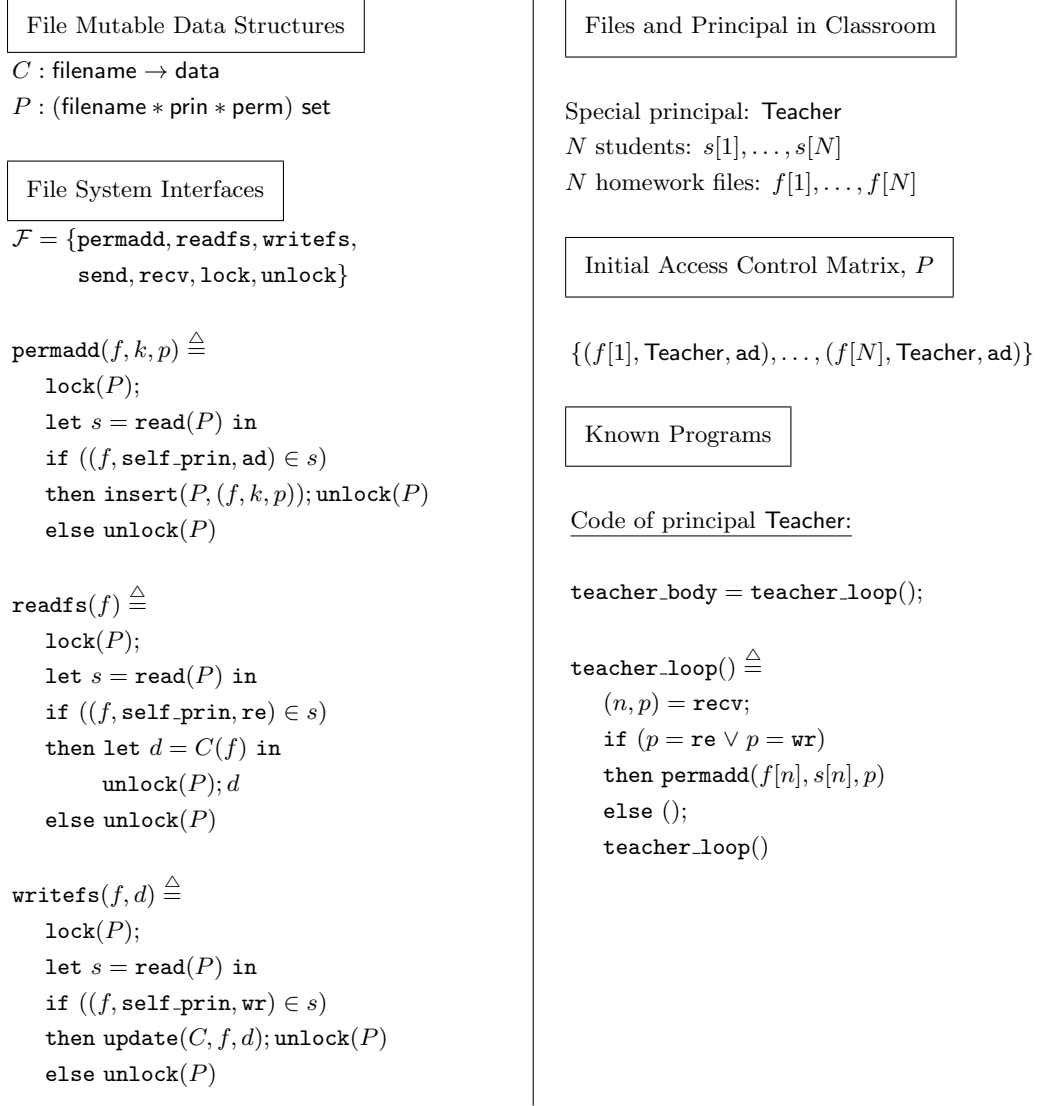 File Mutable Data Structures
C : filename → data
P : (filename ∗ prin ∗ perm) set
File System Interfaces
ℱ = {permadd, readfs, writefs,
send, recv, lock, unlock}
permadd(f, k, p) ≜
lock(P);
let s = read(P) in
if ((f, self_prin, ad) ∈ s)
then insert(P, (f, k, p)); unlock(P)
else unlock(P)
readfs(f) ≜
lock(P);
let s = read(P) in
if ((f, self_prin, re) ∈ s)
then let d = C(f) in
unlock(P); d
else unlock(P)
writefs(f, d) ≜
lock(P);
let s = read(P) in
if ((f, self_prin, wr) ∈ s)
then update(C, f, d); unlock(P)
else unlock(P)
Files and Principal in Classroom
Special principal: Teacher
N students: s[1], . . . , s[N]
N homework files: f[1], . . . , f[N]
Initial Access Control Matrix, P
{(f[1], Teacher, ad), . . . , (f[N], Teacher, ad)}
Known Programs
Code of principal Teacher:
teacher_body = teacher_loop();
teacher_loop() ≜
(n, p) = recv;
if (p = re ∨ p = wr)
then permadd(f[n], s[n], p)
else ();
teacher_loop()